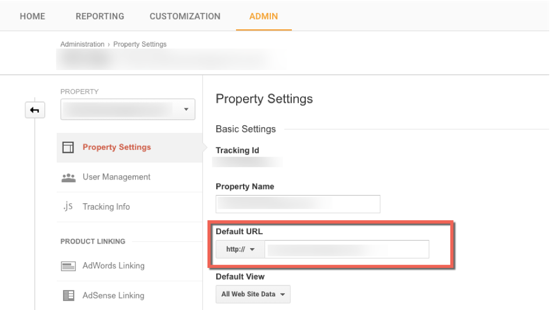 HOME REPORTING CUSTOMIZATION ADMIN
Administration › Property Settings
PROPERTY
Property Settings
User Management
.js Tracking Info
PRODUCT LINKING
AdWords Linking
AdSense Linking
Property Settings
Basic Settings
Tracking Id
Property Name
Default URL
http://
Default View
All Web Site Data